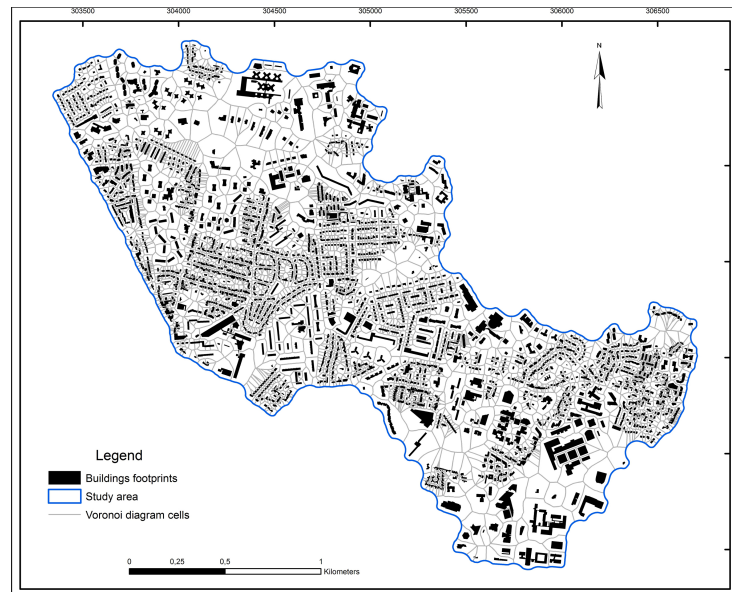 303500 304000 304500 305000 305500 306000 306500
N
Legend
Buildings footprints
Study area
Voronoi diagram cells
0 0,25 0,5 1
Kilometers